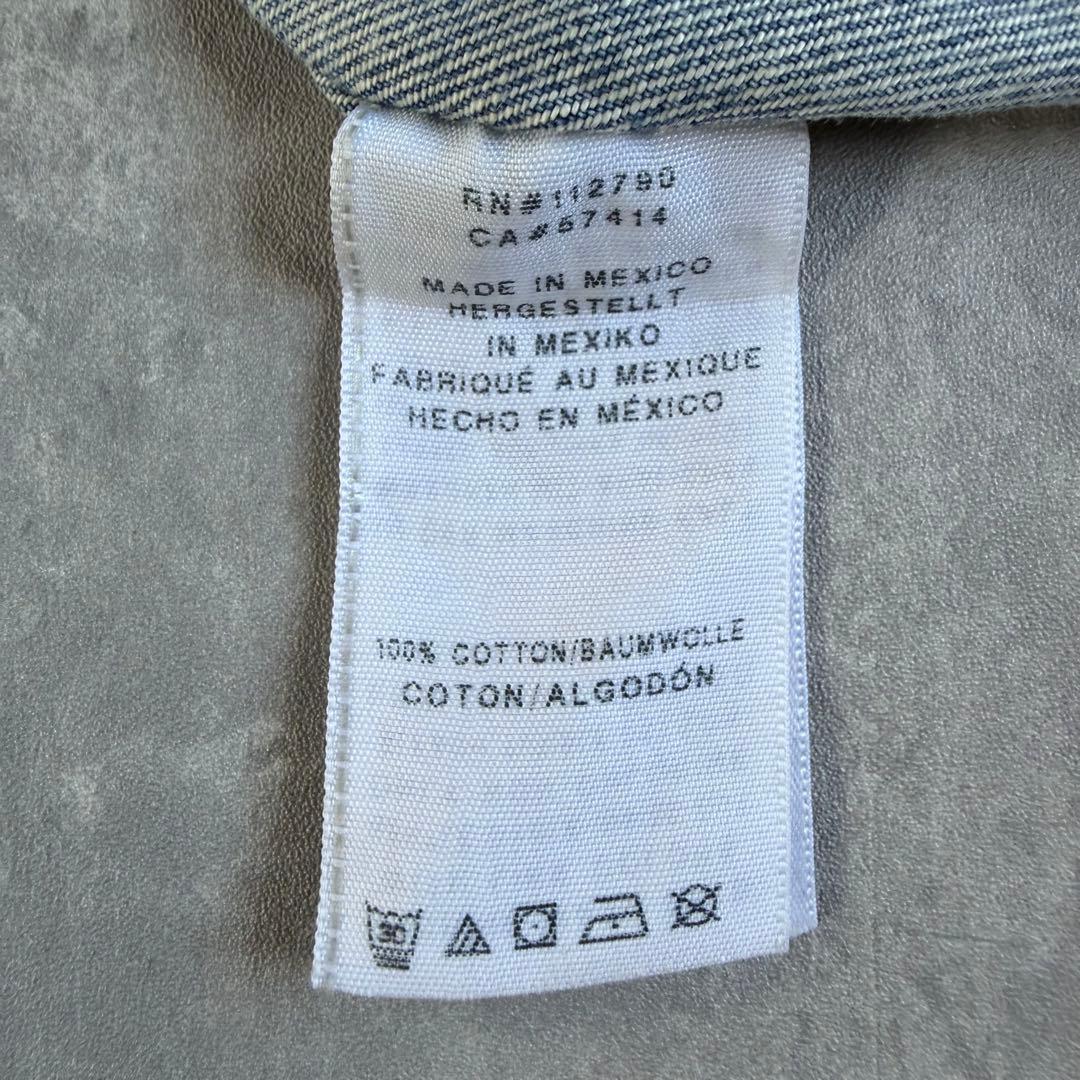 RN#112790
CA#57414
MADE IN MEXICO
HERGESTELLT
IN MEXIKO
FABRIQUÉ AU MEXIQUE
HECHO EN MÉXICO
100% COTTON/BAUMWOLLE
COTON/ALGODÓN
30